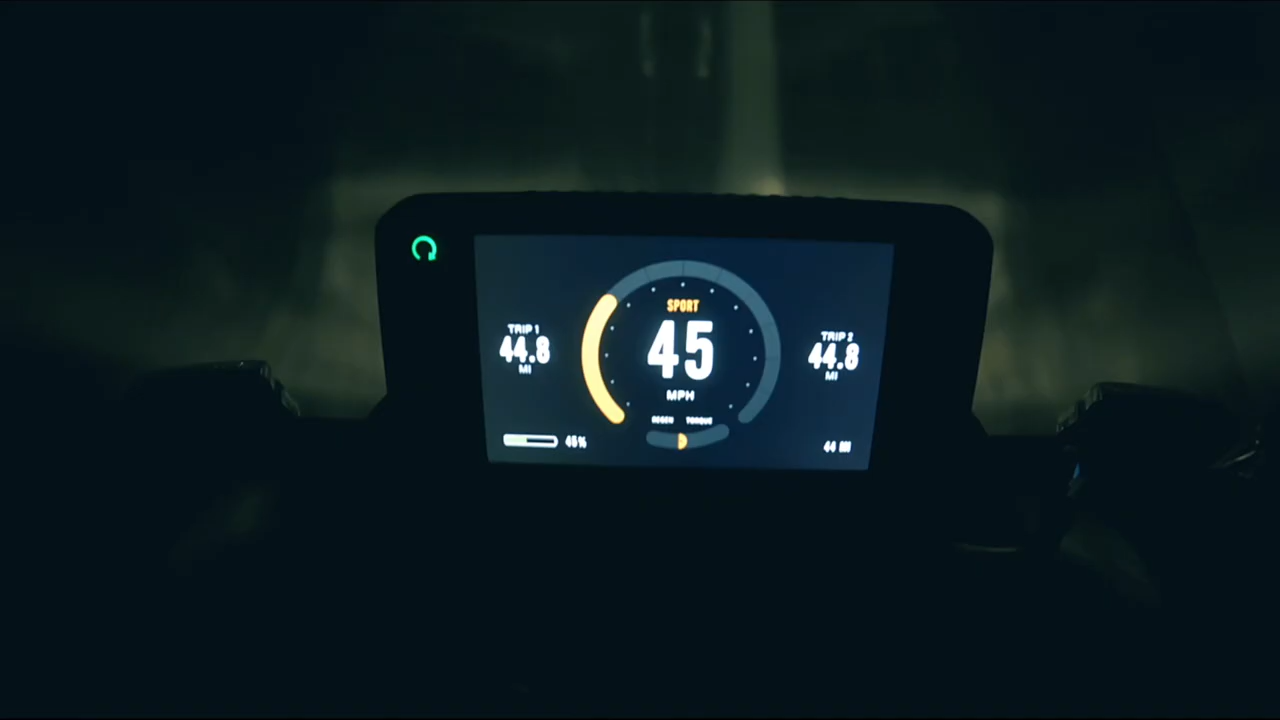 SPORT
TRIP 1
44.8
MI
45
MPH
TRIP 2
44.8
MI
REGEN TORQUE
45%
44 MI